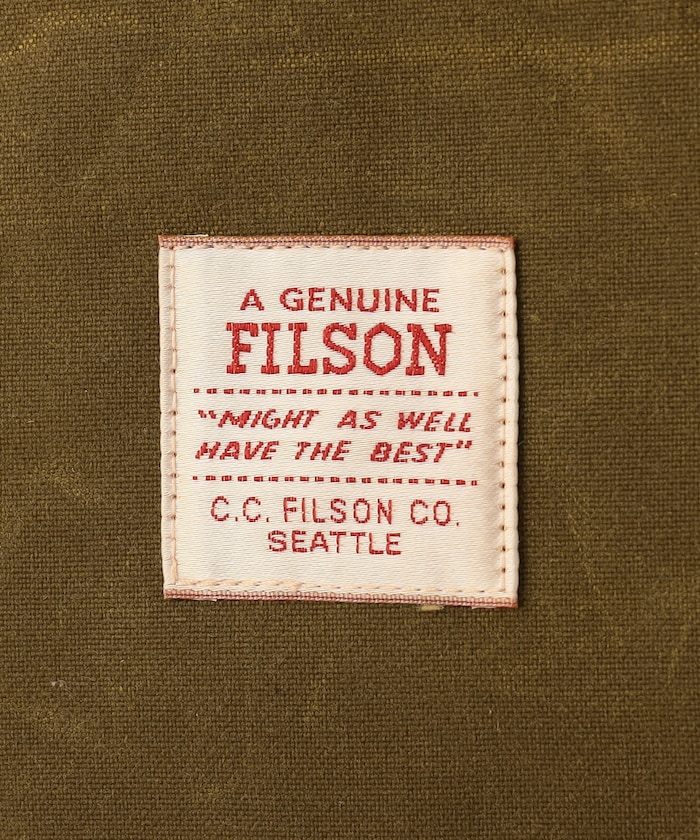 A GENUINE
FILSON
"MIGHT AS WELL
HAVE THE BEST"
C.C. FILSON CO.
SEATTLE